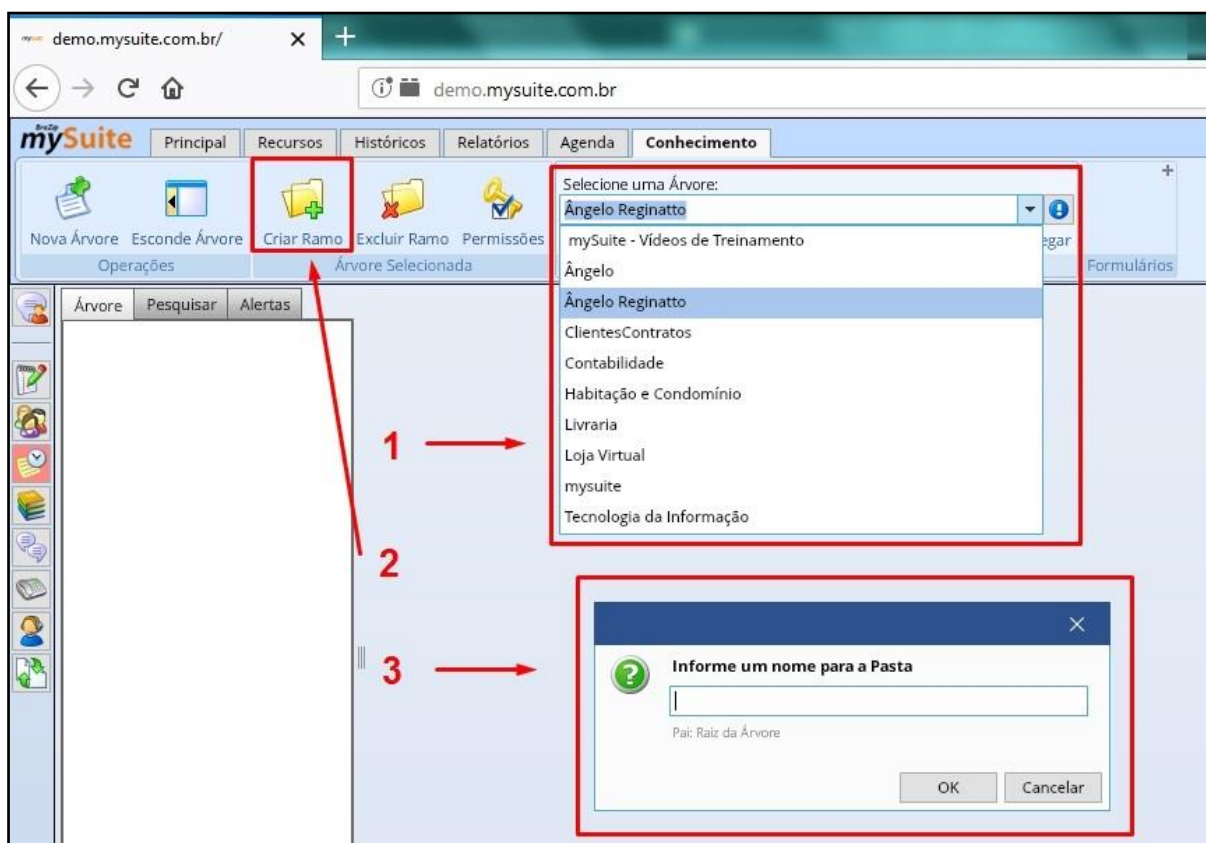 demo.mysuite.com.br/
demo.mysuite.com.br
BraZip
mySuite
Principal Recursos Históricos Relatórios Agenda Conhecimento
Selecione uma Árvore:
Ângelo Reginatto
Nova Árvore Esconde Árvore Criar Ramo Excluir Ramo Permissões
egar
Operações Árvore Selecionada Formulários
mySuite - Vídeos de Treinamento
Ângelo
Ângelo Reginatto
ClientesContratos
Contabilidade
Habitação e Condomínio
Livraria
Loja Virtual
mysuite
Tecnologia da Informação
Árvore Pesquisar Alertas
1
2
3
Informe um nome para a Pasta
Pai: Raiz da Árvore
OK Cancelar